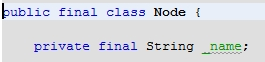 public final class Node {
private final String _name;